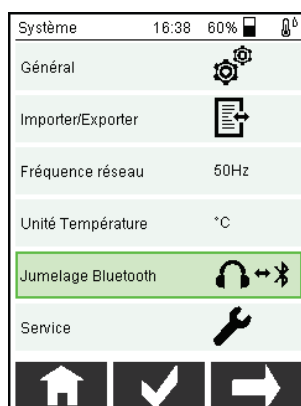 Système 16:38 60%
Général
Importer/Exporter
Fréquence réseau 50Hz
Unité Température °C
Jumelage Bluetooth
Service